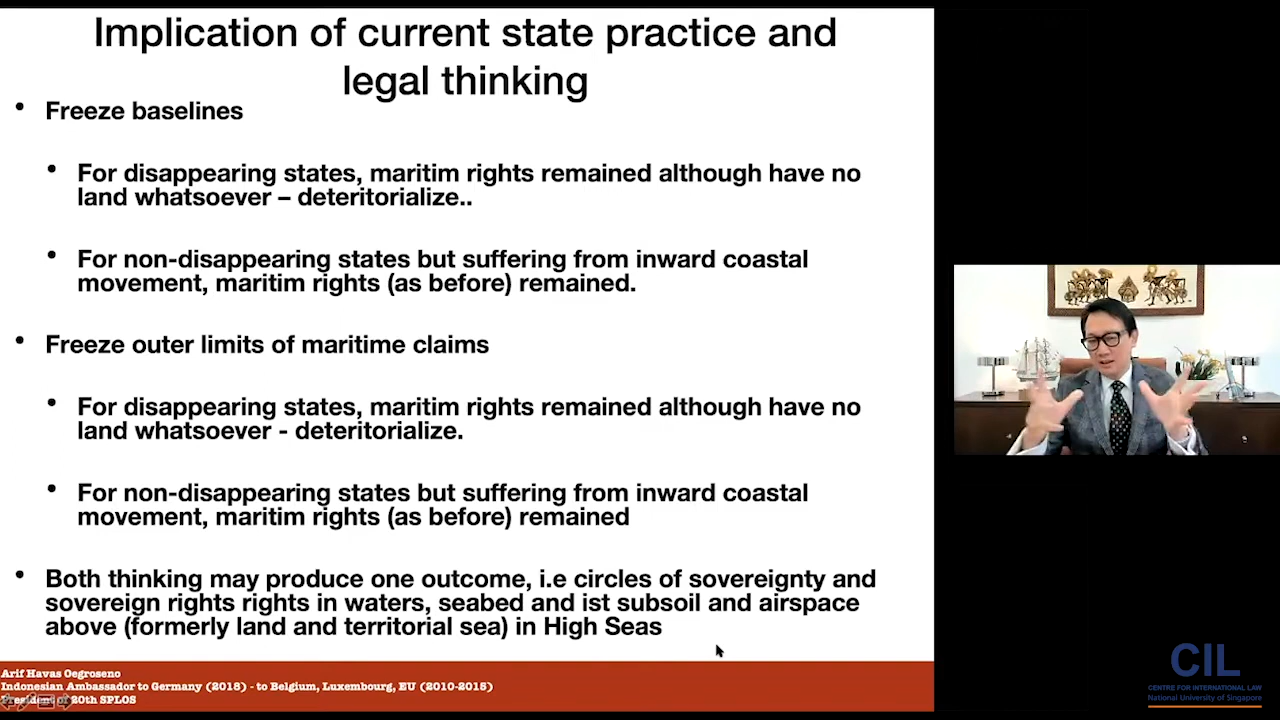 Implication of current state practice and
legal thinking
• Freeze baselines
• For disappearing states, maritim rights remained although have no
land whatsoever – deteritorialize..
• For non-disappearing states but suffering from inward coastal
movement, maritim rights (as before) remained.
• Freeze outer limits of maritime claims
• For disappearing states, maritim rights remained although have no
land whatsoever - deteritorialize.
• For non-disappearing states but suffering from inward coastal
movement, maritim rights (as before) remained
• Both thinking may produce one outcome, i.e circles of sovereignty and
sovereign rights rights in waters, seabed and ist subsoil and airspace
above (formerly land and territorial sea) in High Seas
Arif Havas Oegroseno
Indonesian Ambassador to Germany (2018) - to Belgium, Luxembourg, EU (2010-2015)
President of 20th SPLOS
CIL
CENTRE FOR INTERNATIONAL LAW
National University of Singapore